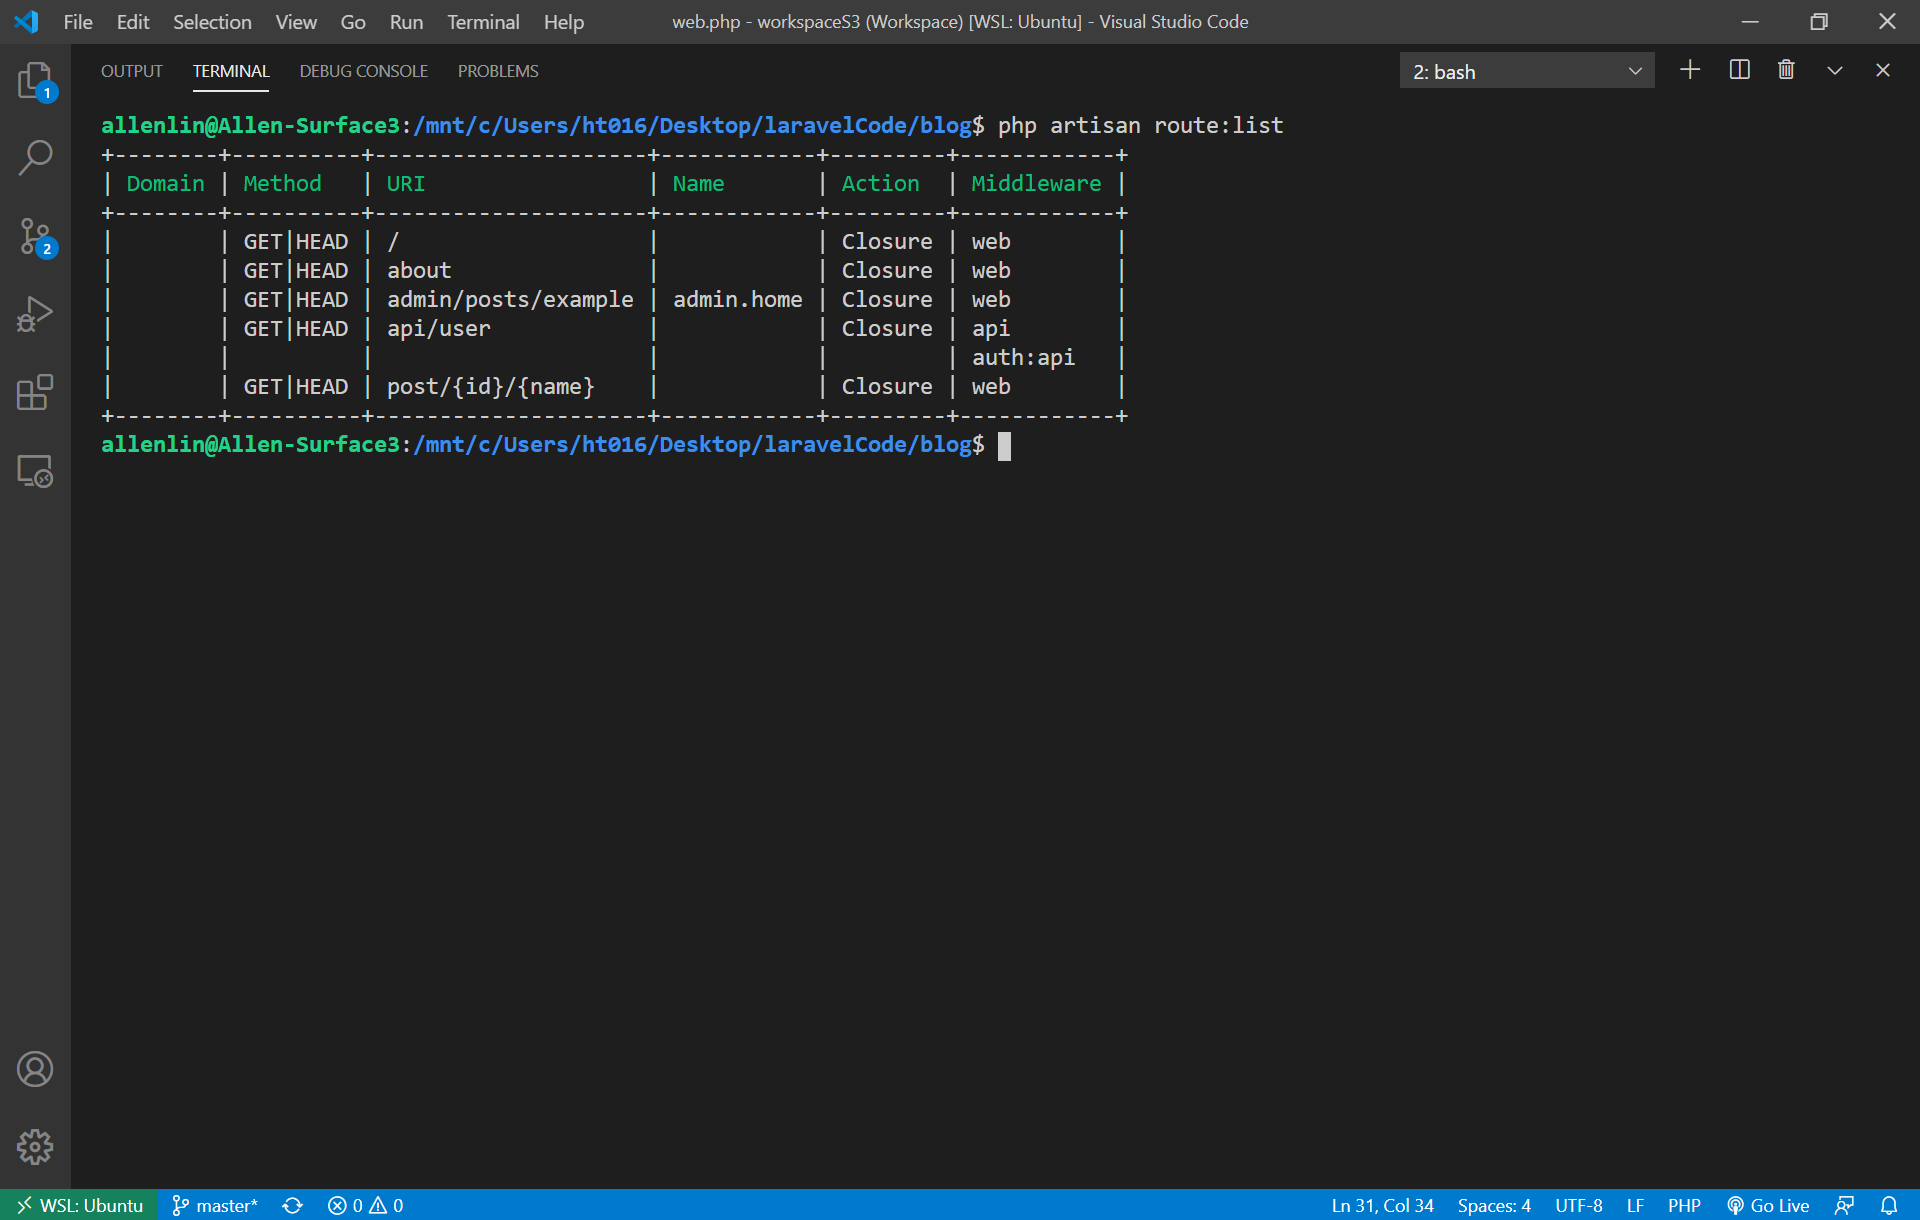 File Edit Selection View Go Run Terminal Help web.php - workspaceS3 (Workspace) [WSL: Ubuntu] - Visual Studio Code
OUTPUT TERMINAL DEBUG CONSOLE PROBLEMS 2: bash
1
2
allenlin@Allen-Surface3:/mnt/c/Users/ht016/Desktop/laravelCode/blog$ php artisan route:list
+--------+----------+---------------------+------------+---------+------------+
| Domain | Method   | URI                 | Name       | Action  | Middleware |
+--------+----------+---------------------+------------+---------+------------+
|        | GET|HEAD | /                   |            | Closure | web        |
|        | GET|HEAD | about               |            | Closure | web        |
|        | GET|HEAD | admin/posts/example | admin.home | Closure | web        |
|        | GET|HEAD | api/user            |            | Closure | api        |
|        |          |                     |            |         | auth:api   |
|        | GET|HEAD | post/{id}/{name}    |            | Closure | web        |
+--------+----------+---------------------+------------+---------+------------+
allenlin@Allen-Surface3:/mnt/c/Users/ht016/Desktop/laravelCode/blog$
WSL: Ubuntu master* 0 0 Ln 31, Col 34 Spaces: 4 UTF-8 LF PHP Go Live